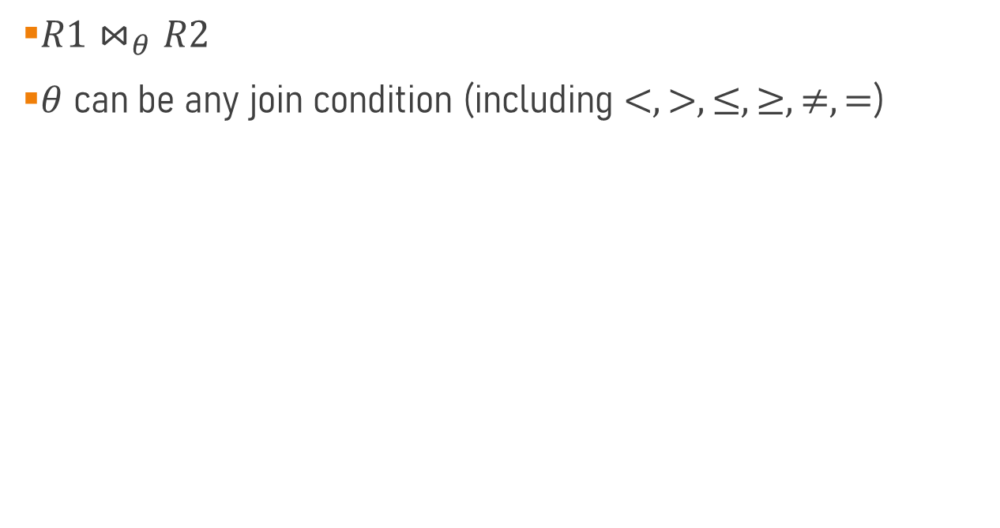 ▪𝑅1 ⋈𝜃 𝑅2
▪𝜃 can be any join condition (including <, >, ≤, ≥, ≠, =)